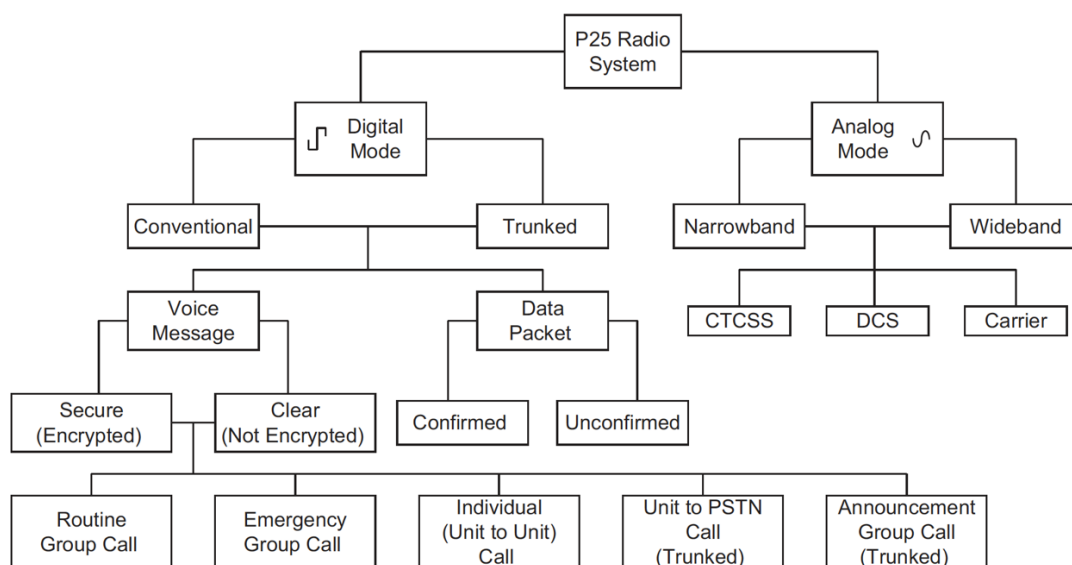 P25 Radio
System
Digital
Mode
Analog
Mode
Conventional
Trunked
Narrowband
Wideband
Voice
Message
Data
Packet
CTCSS
DCS
Carrier
Secure
(Encrypted)
Clear
(Not Encrypted)
Confirmed
Unconfirmed
Routine
Group Call
Emergency
Group Call
Individual
(Unit to Unit)
Call
Unit to PSTN
Call
(Trunked)
Announcement
Group Call
(Trunked)